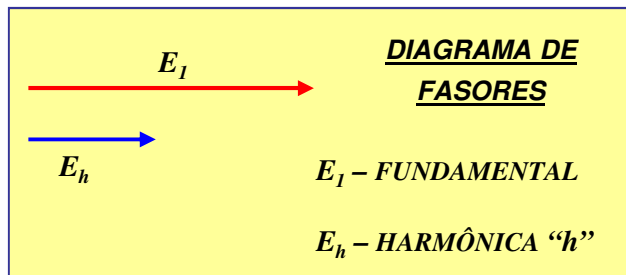 E1
Eh
DIAGRAMA DE
FASORES
E1 – FUNDAMENTAL
Eh – HARMÔNICA “h”